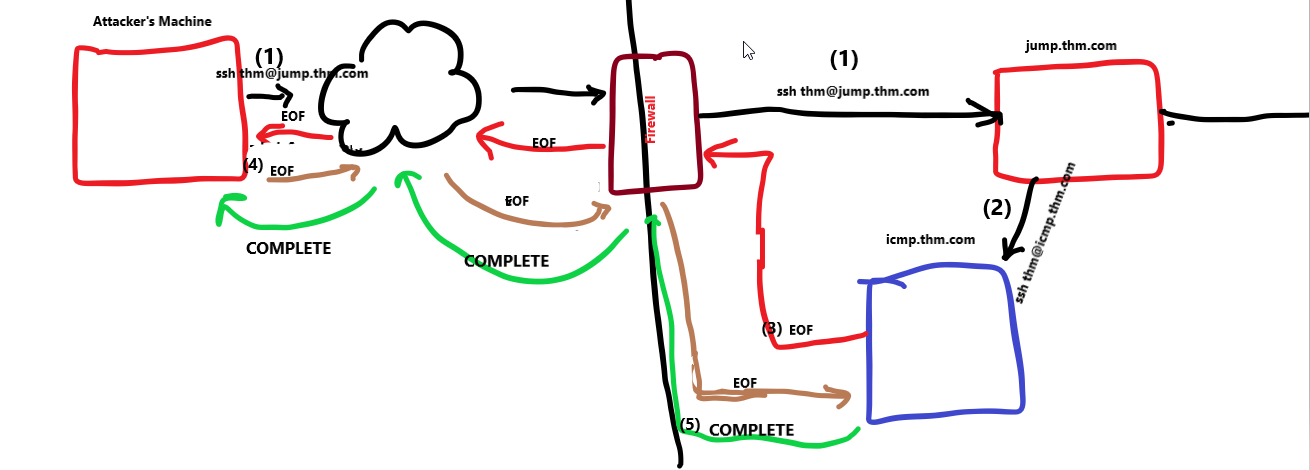 Attacker's Machine
(1)
ssh thm@jump.thm.com
EOF
(4) EOF
COMPLETE
EOF
EOF
COMPLETE
Firewall
(1)
ssh thm@jump.thm.com
jump.thm.com
(2)
ssh thm@icmp.thm.com
icmp.thm.com
(3) EOF
EOF
(5) COMPLETE